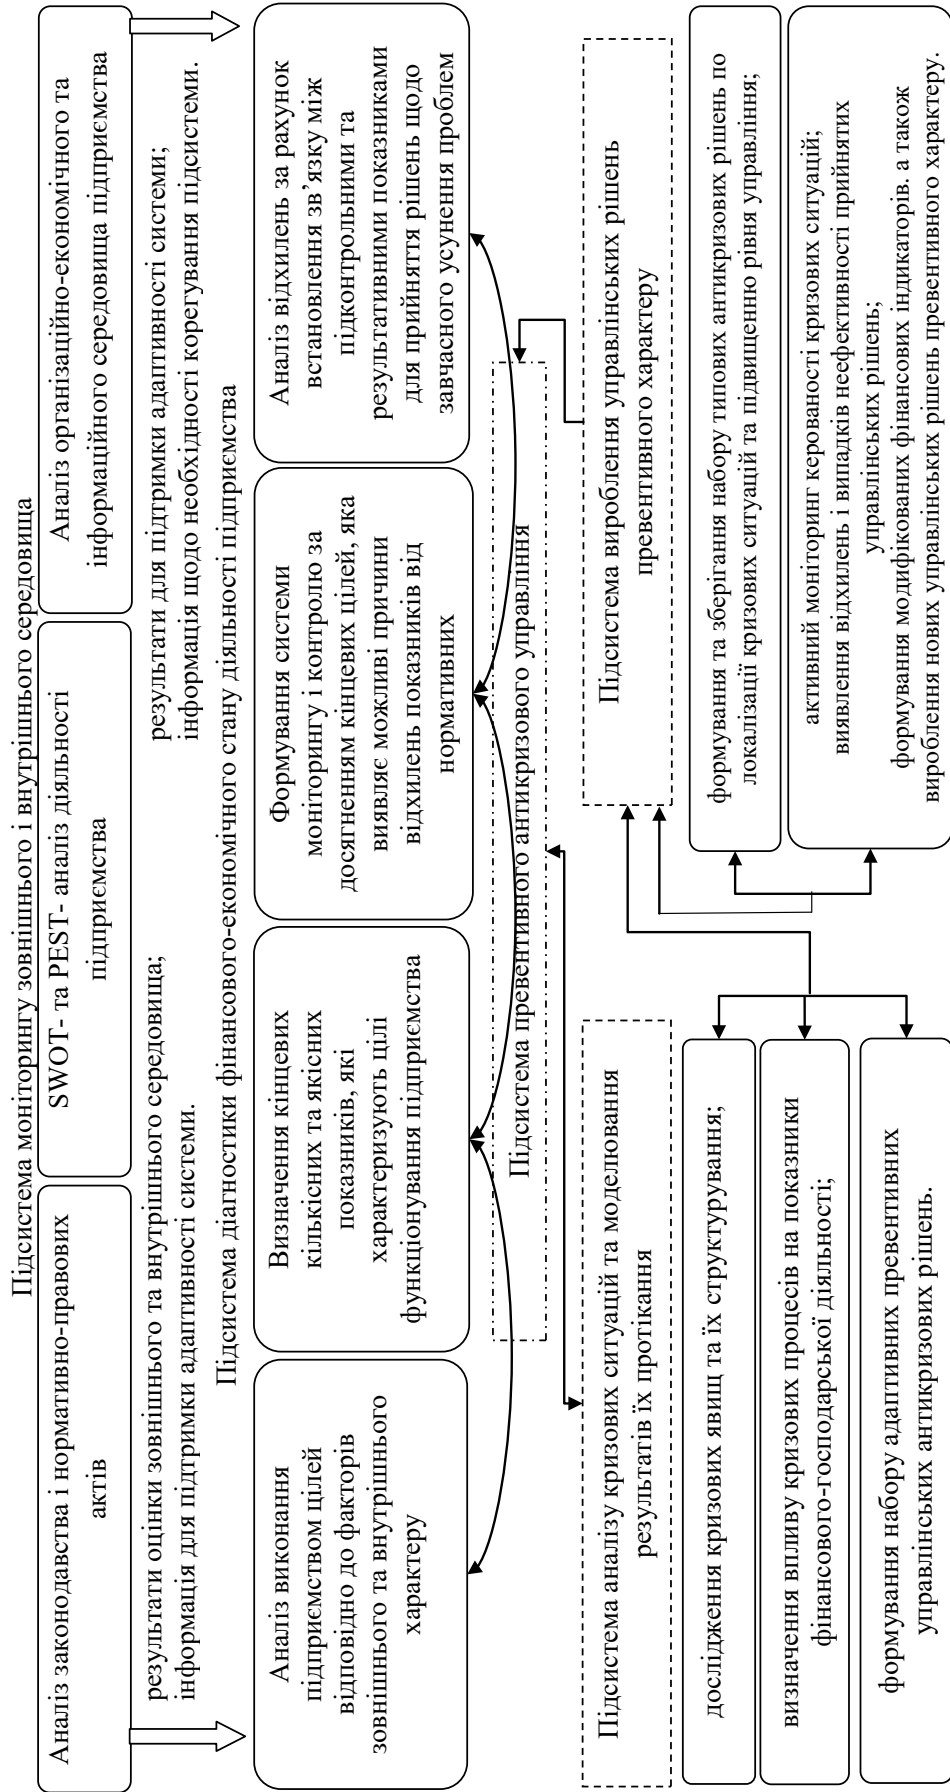 Підсистема моніторингу зовнішнього і внутрішнього середовища
Аналіз законодавства і нормативно-правових
актів
SWOT- та PEST- аналіз діяльності
підприємства
Аналіз організаційно-економічного та
інформаційного середовища підприємства
результати оцінки зовнішнього та внутрішнього середовища;
інформація для підтримки адаптивності системи.
результати для підтримки адаптивності системи;
інформація щодо необхідності корегування підсистеми.
Підсистема діагностики фінансового-економічного стану діяльності підприємства
Аналіз виконання
підприємством цілей
відповідно до факторів
зовнішнього та внутрішнього
характеру
Визначення кінцевих
кількісних та якісних
показників, які
характеризують цілі
функціонування підприємства
Формування системи
моніторингу і контролю за
досягненням кінцевих цілей, яка
виявляє можливі причини
відхилень показників від
нормативних
Аналіз відхилень за рахунок
встановлення зв’язку між
підконтрольними та
результативними показниками
для прийняття рішень щодо
завчасного усунення проблем
Підсистема превентивного антикризового управління
Підсистема аналізу кризових ситуацій та моделювання
результатів їх протікання
Підсистема вироблення управлінських рішень
превентивного характеру
дослідження кризових явищ та їх структурування;
визначення впливу кризових процесів на показники
фінансового-господарської діяльності;
формування набору адаптивних превентивних
управлінських антикризових рішень.
формування та зберігання набору типових антикризових рішень по
локалізації кризових ситуацій та підвищенню рівня управління;
активний моніторинг керованості кризових ситуацій;
виявлення відхилень і випадків неефективності прийнятих
управлінських рішень;
формування модифікованих фінансових індикаторів. а також
вироблення нових управлінських рішень превентивного характеру.